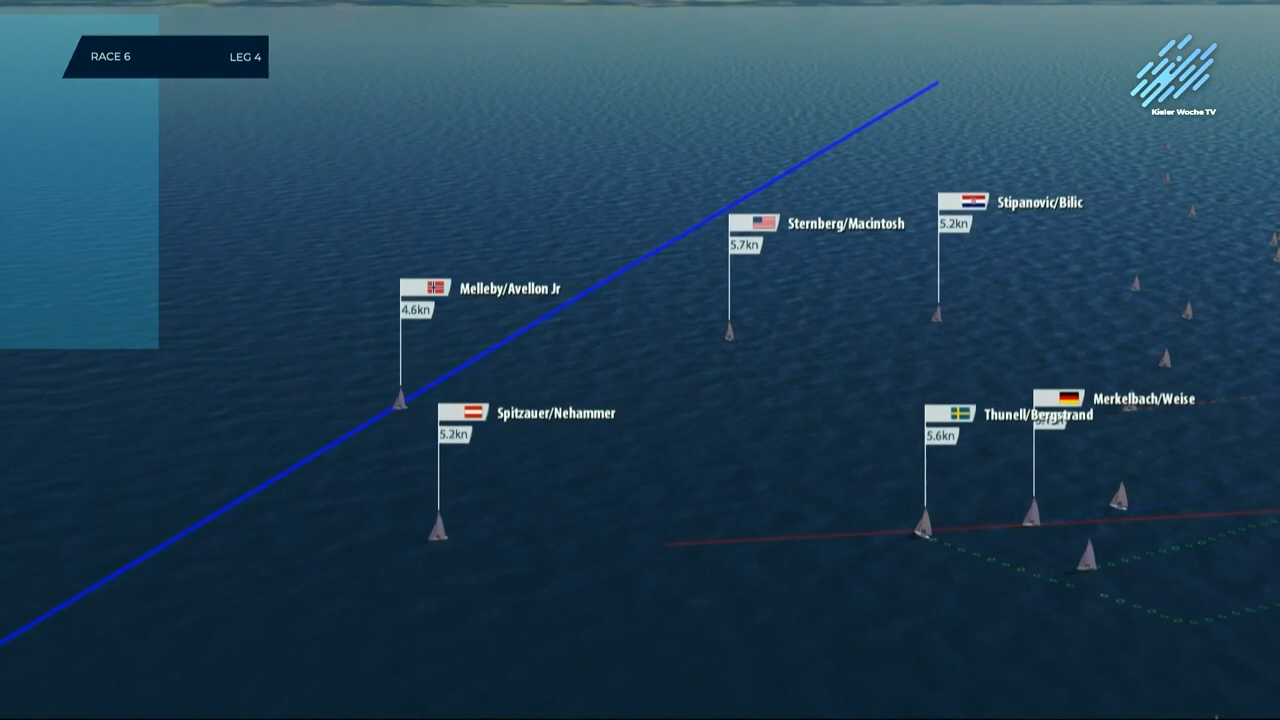 RACE 6 LEG 4
Kieler Woche TV
Stipanovic/Bilic
5.2kn
Sternberg/Macintosh
5.7kn
Melleby/Avellon Jr
4.6kn
Merkelbach/Weise
Spitzauer/Nehammer
5.2kn
Thunell/Bergstrand
5.6kn